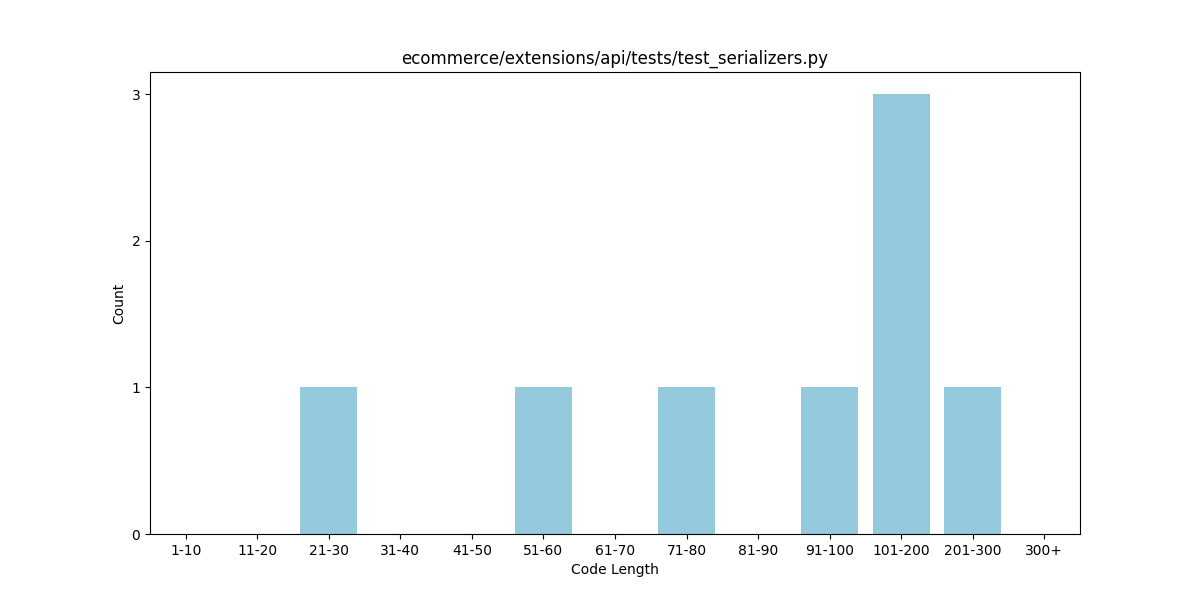 ecommerce/extensions/api/tests/test_serializers.py
3
2
1
0
Count
1-10 11-20 21-30 31-40 41-50 51-60 61-70 71-80 81-90 91-100 101-200 201-300 300+
Code Length